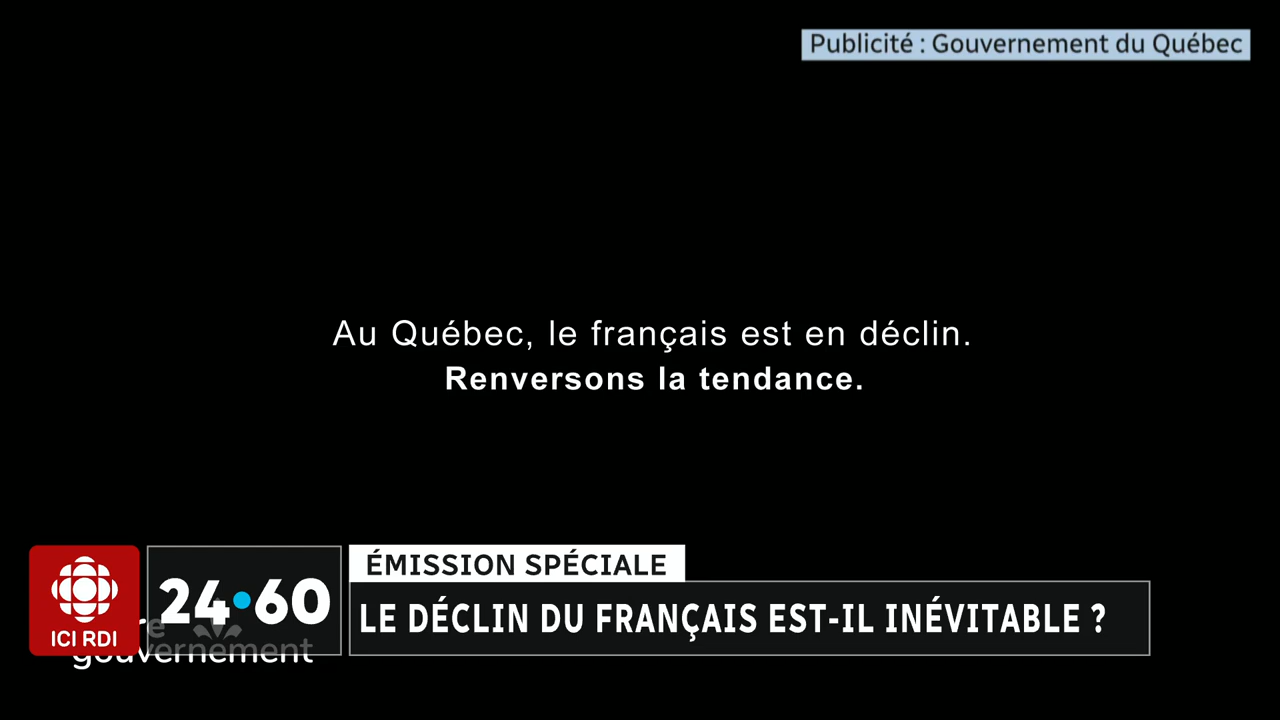 Publicité : Gouvernement du Québec
Au Québec, le français est en déclin.
Renversons la tendance.
ÉMISSION SPÉCIALE
24•60
LE DÉCLIN DU FRANÇAIS EST-IL INÉVITABLE ?
ICI RDI
gouvernement